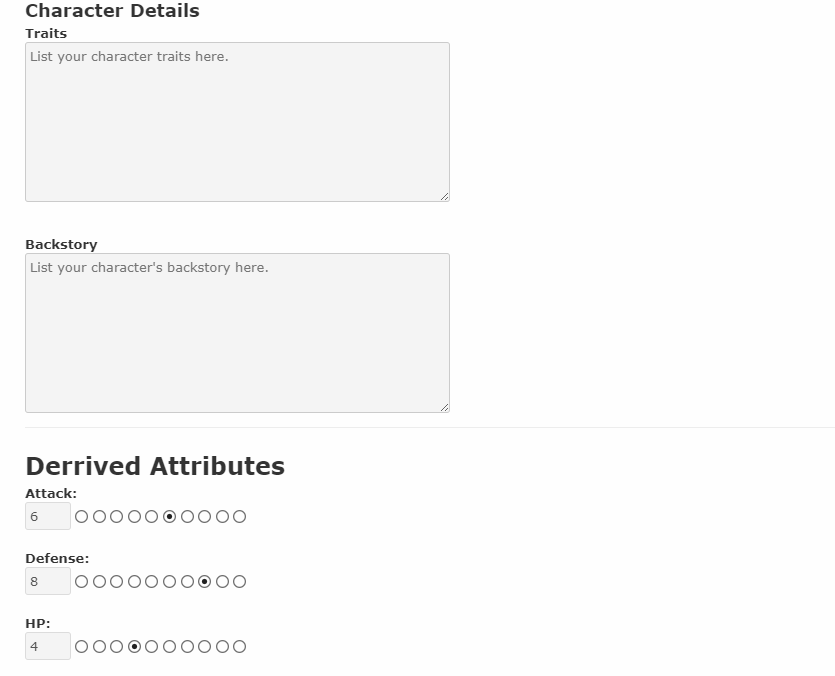 Character Details
Traits
List your character traits here.
Backstory
List your character's backstory here.
Derrived Attributes
Attack:
6
Defense:
8
HP:
4